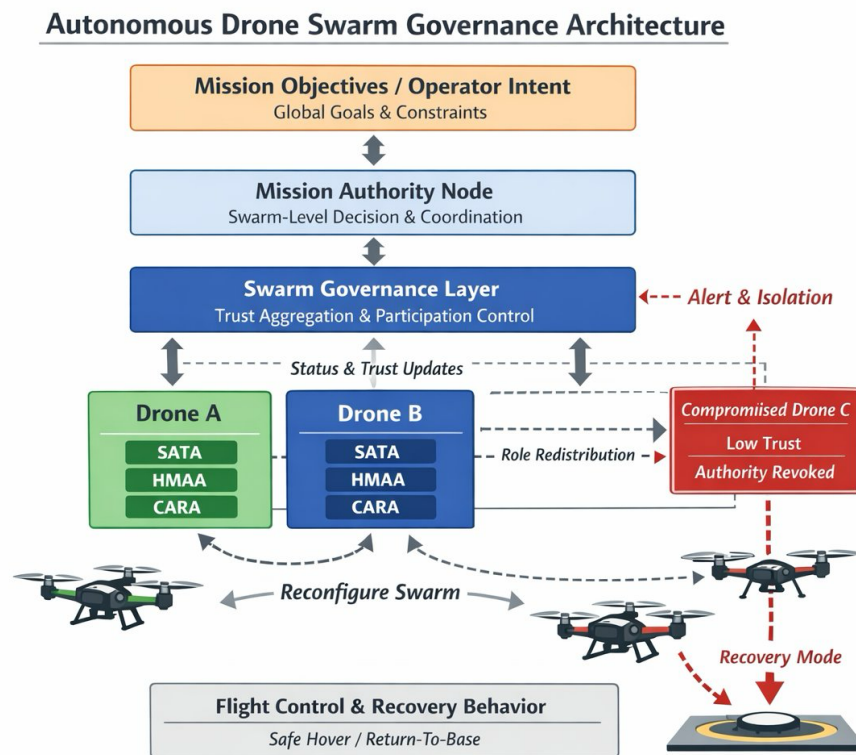 Autonomous Drone Swarm Governance Architecture
Mission Objectives / Operator Intent
Global Goals & Constraints
Mission Authority Node
Swarm-Level Decision & Coordination
Swarm Governance Layer
Trust Aggregation & Participation Control
Alert & Isolation
Status & Trust Updates
Drone A
SATA
HMAA
CARA
Drone B
SATA
HMAA
CARA
Role Redistribution
Compromiised Drone C
Low Trust
Authority Revoked
Reconfigure Swarm
Recovery Mode
Flight Control & Recovery Behavior
Safe Hover / Return-To-Base